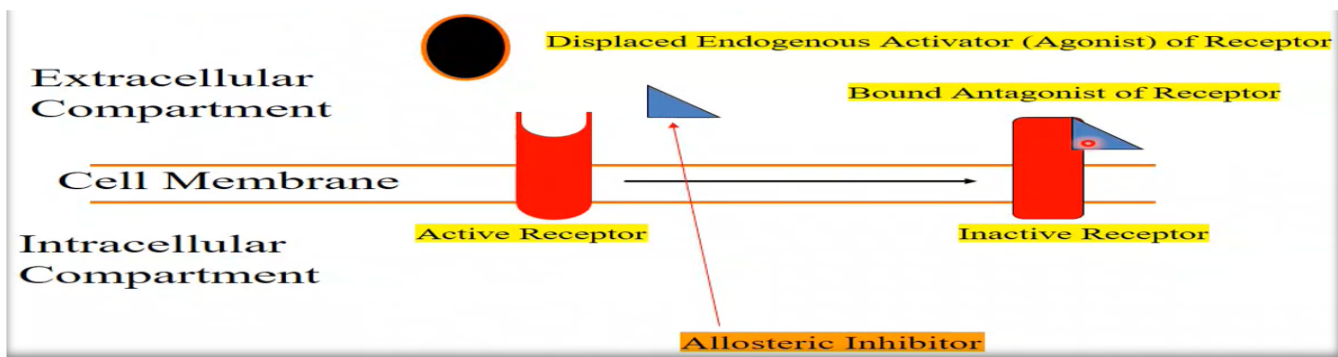 Displaced Endogenous Activator (Agonist) of Receptor
Extracellular
Compartment
Bound Antagonist of Receptor
Cell Membrane
Active Receptor
Inactive Receptor
Intracellular
Compartment
Allosteric Inhibitor